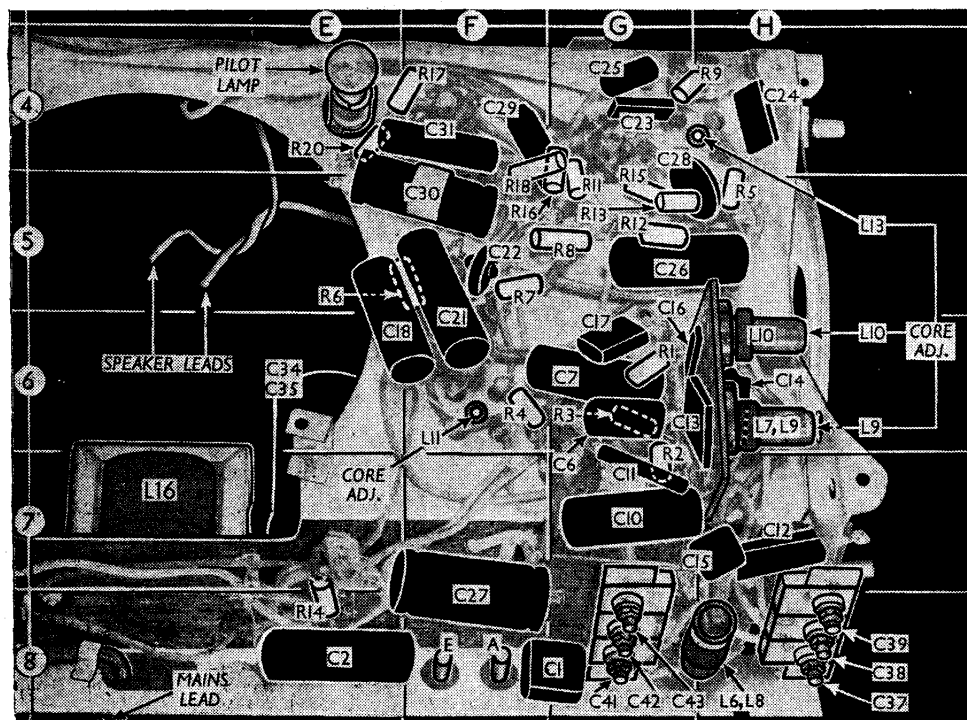 E F G H
4
PILOT
LAMP
R17
C25
R9
C24
C29
C23
R20
C31
C28
R18
R11
R15
R5
C30
R16
R13
R12
L13
5
C22
R8
C26
R6
R7
C16
C18
C21
C17
L10
L10
CORE
ADJ.
SPEAKER LEADS
R1
6
C34
C35
C7
C14
R4
R3
C13
L7, L9
L9
L11
C6
R2
CORE
ADJ.
C11
L16
7
C10
C12
C15
R14
C27
C39
8
C2
E
A
C1
C38
MAINS
LEAD
C41
C42
C43
L6, L8
C37